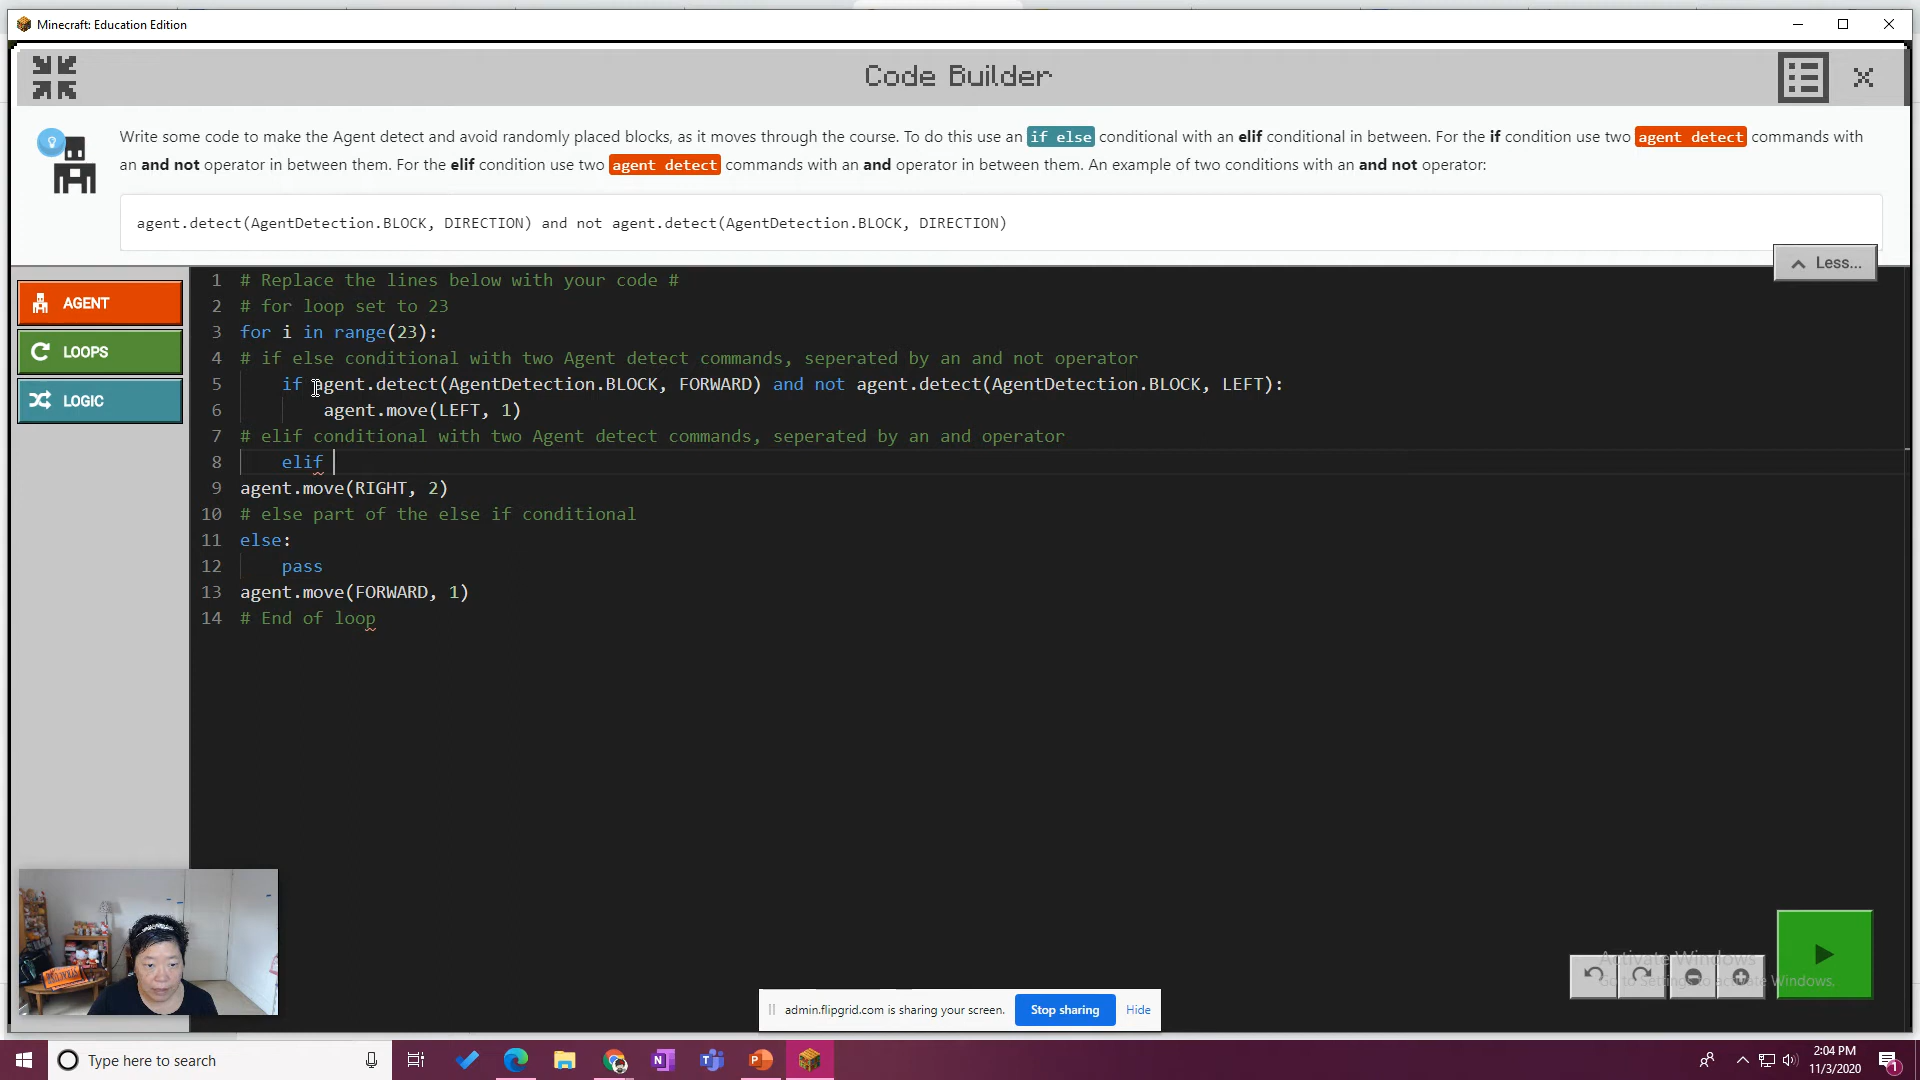 Minecraft: Education Edition
Code Builder
Write some code to make the Agent detect and avoid randomly placed blocks, as it moves through the course. To do this use an if else conditional with an elif conditional in between. For the if condition use two agent detect commands with
an and not operator in between them. For the elif condition use two agent detect commands with an and operator in between them. An example of two conditions with an and not operator:
agent.detect(AgentDetection.BLOCK, DIRECTION) and not agent.detect(AgentDetection.BLOCK, DIRECTION)
Less...
AGENT
LOOPS
LOGIC
1 # Replace the lines below with your code #
2 # for loop set to 23
3 for i in range(23):
4 # if else conditional with two Agent detect commands, seperated by an and not operator
5 if agent.detect(AgentDetection.BLOCK, FORWARD) and not agent.detect(AgentDetection.BLOCK, LEFT):
6 agent.move(LEFT, 1)
7 # elif conditional with two Agent detect commands, seperated by an and operator
8 elif
9 agent.move(RIGHT, 2)
10 # else part of the else if conditional
11 else:
12 pass
13 agent.move(FORWARD, 1)
14 # End of loop
Activate Windows
Go to Settings to activate Windows.
admin.flipgrid.com is sharing your screen.
Stop sharing
Hide
Type here to search
2:04 PM
11/3/2020
1